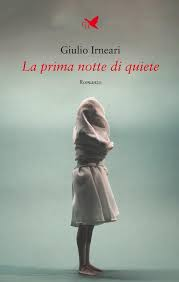 Giulio Irneari
La prima notte di quiete
Romanzo